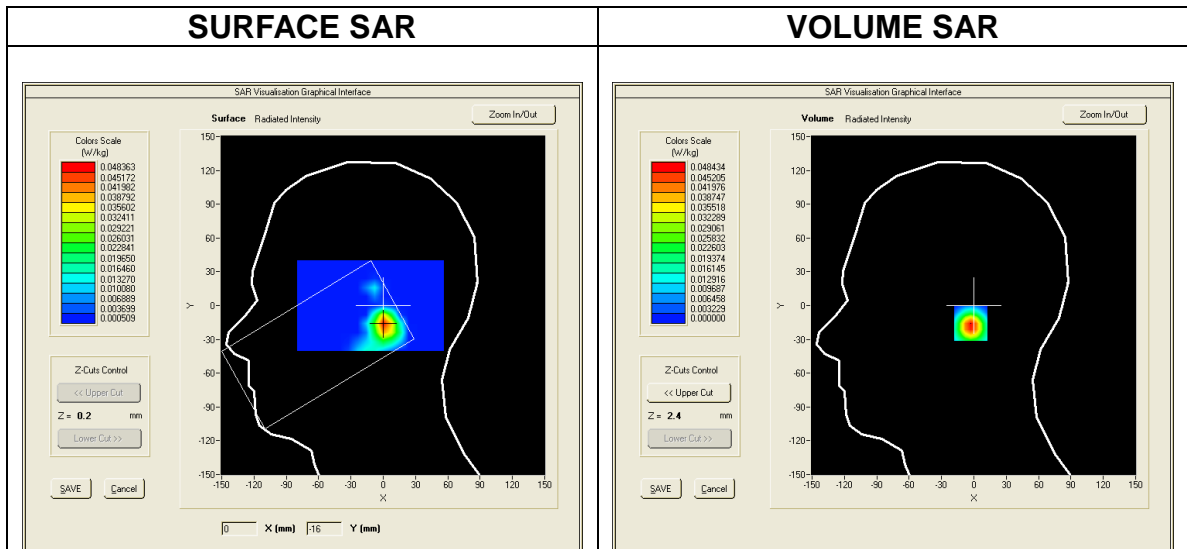 SURFACE SAR
VOLUME SAR
SAR Visualisation Graphical Interface
Surface Radiated Intensity
Zoom In/Out
Colors Scale
(W/kg)
0.048363
0.045172
0.041982
0.038792
0.035602
0.032411
0.029221
0.026031
0.022841
0.019650
0.016460
0.013270
0.010080
0.006889
0.003699
0.000509
Z-Cuts Control
<< Upper Cut
Z = 0.2 mm
Lower Cut >>
SAVE Cancel
150
120
90
60
30
0
-30
-60
-90
-120
-150
Y
-150 -120 -90 -60 -30 0 30 60 90 120 150
X
0 X (mm) -16 Y (mm)
SAR Visualisation Graphical Interface
Volume Radiated Intensity
Zoom In/Out
Colors Scale
(W/kg)
0.048434
0.045205
0.041976
0.038747
0.035518
0.032289
0.029061
0.025832
0.022603
0.019374
0.016145
0.012916
0.009687
0.006458
0.003229
0.000000
Z-Cuts Control
<< Upper Cut
Z = 2.4 mm
Lower Cut >>
SAVE Cancel
150
120
90
60
30
0
-30
-60
-90
-120
-150
Y
-150 -120 -90 -60 -30 0 30 60 90 120 150
X